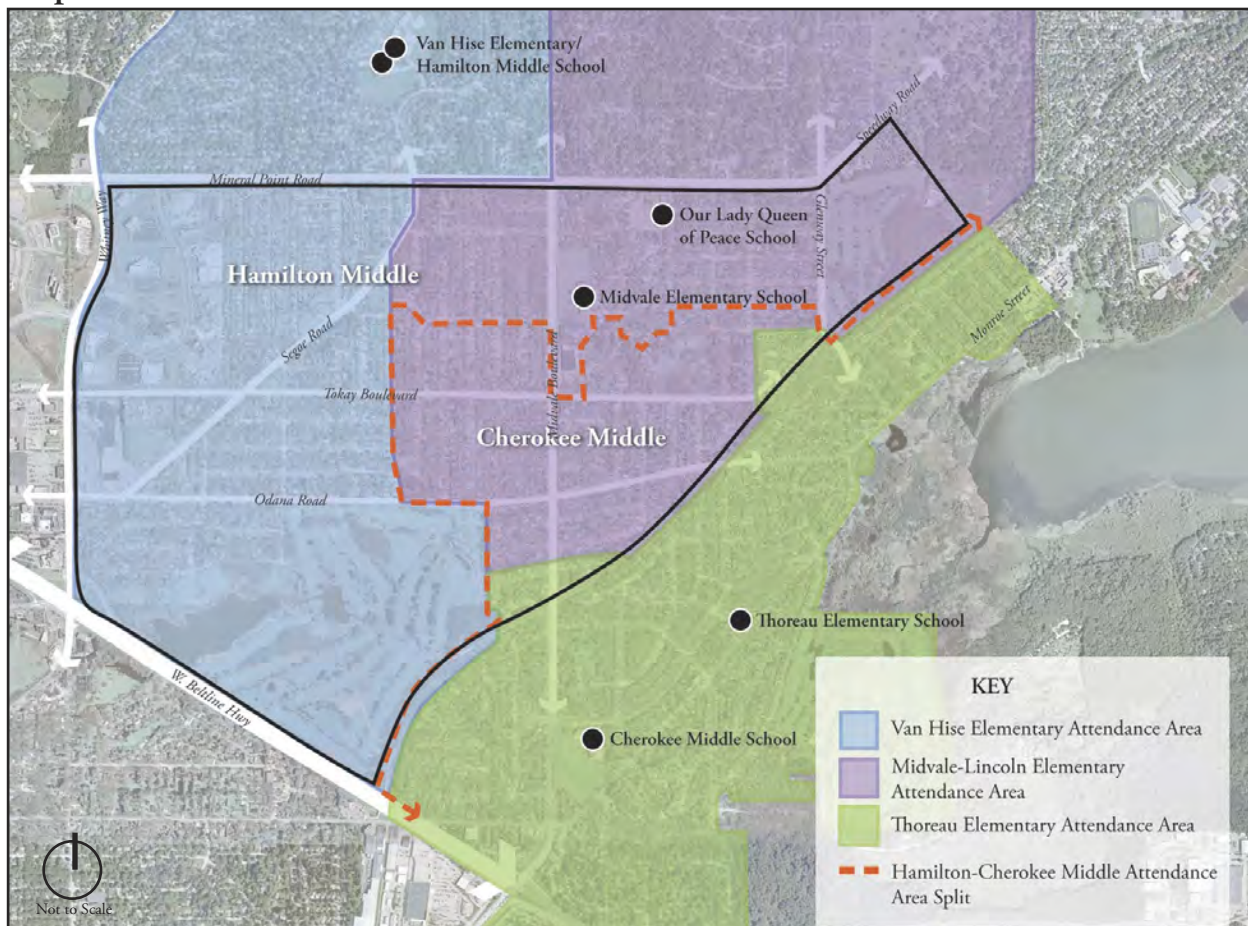 Van Hise Elementary/
Hamilton Middle School
Speedway Road
Mineral Point Road
Whitney Way
Our Lady Queen
of Peace School
Glenway Street
Hamilton Middle
Midvale Elementary School
Segoe Road
Monroe Street
Midvale Boulevard
Tokay Boulevard
Cherokee Middle
Odana Road
Thoreau Elementary School
W. Beltline Hwy
Cherokee Middle School
KEY
Van Hise Elementary Attendance Area
Midvale-Lincoln Elementary
Attendance Area
Thoreau Elementary Attendance Area
Hamilton-Cherokee Middle Attendance
Area Split
Not to Scale